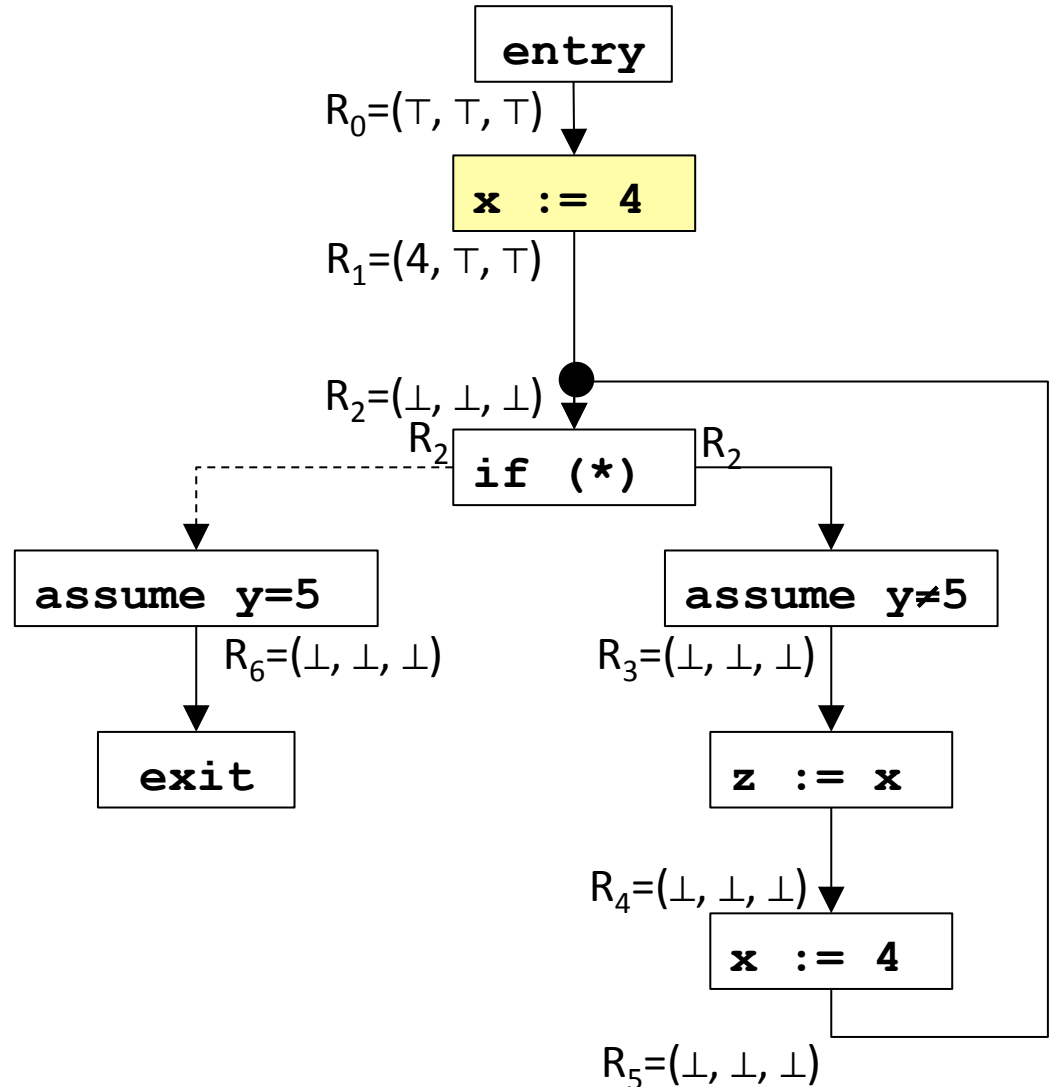 entry
R₀=(⊤, ⊤, ⊤)
x := 4
R₁=(4, ⊤, ⊤)
R₂=(⊥, ⊥, ⊥)
R₂
if (*)
R₂
assume y=5
assume y≠5
R₆=(⊥, ⊥, ⊥)
R₃=(⊥, ⊥, ⊥)
exit
z := x
R₄=(⊥, ⊥, ⊥)
x := 4
R₅=(⊥, ⊥, ⊥)